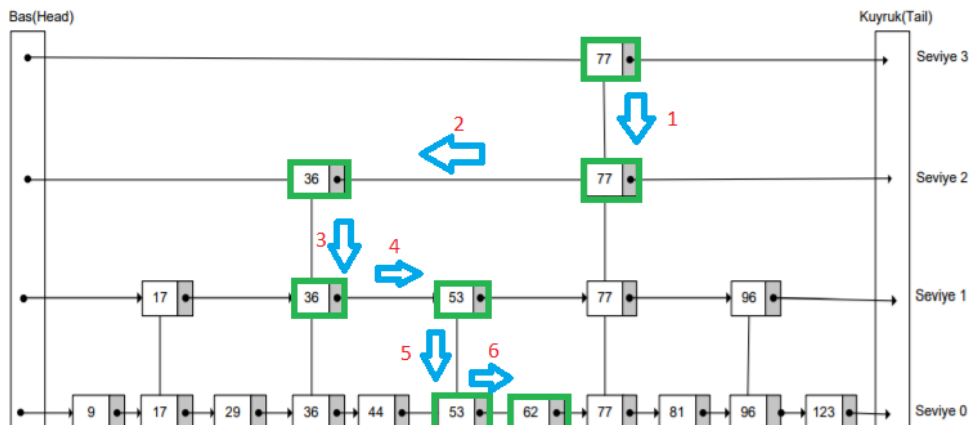 Bas(Head) Kuyruk(Tail)
77 Seviye 3
1
2
36 77 Seviye 2
3 4
17 36 53 77 96 Seviye 1
5 6
9 17 29 36 44 53 62 77 81 96 123 Seviye 0